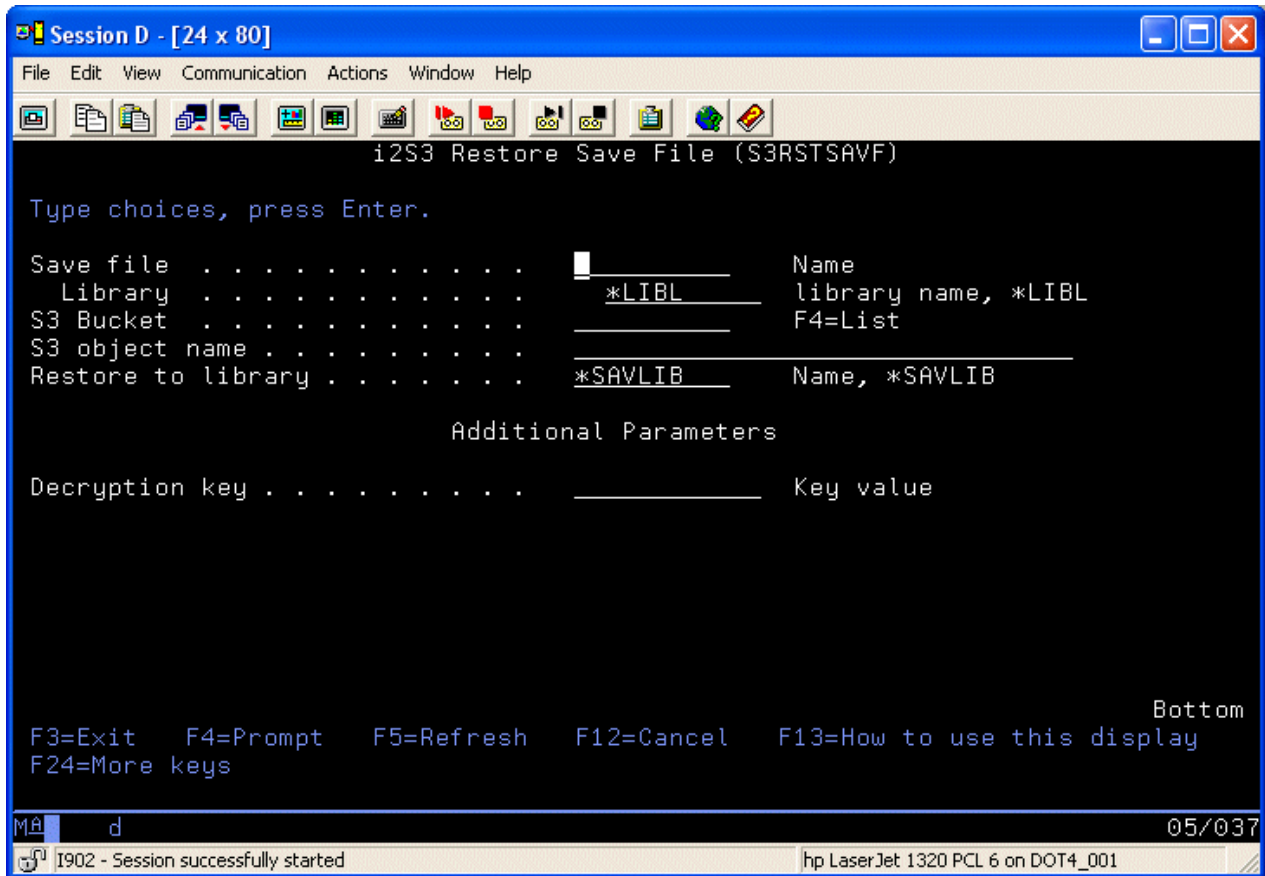 Session D - [24 x 80]
File Edit View Communication Actions Window Help
i2S3 Restore Save File (S3RSTSAVF)
Type choices, press Enter.
Save file . . . . . . . . . . . Name
Library . . . . . . . . . . . *LIBL library name, *LIBL
S3 Bucket . . . . . . . . . . . F4=List
S3 object name . . . . . . . . .
Restore to library . . . . . . . *SAVLIB Name, *SAVLIB
Additional Parameters
Decryption key . . . . . . . . . Key value
Bottom
F3=Exit F4=Prompt F5=Refresh F12=Cancel F13=How to use this display
F24=More keys
MA d 05/037
I902 - Session successfully started hp LaserJet 1320 PCL 6 on DOT4_001